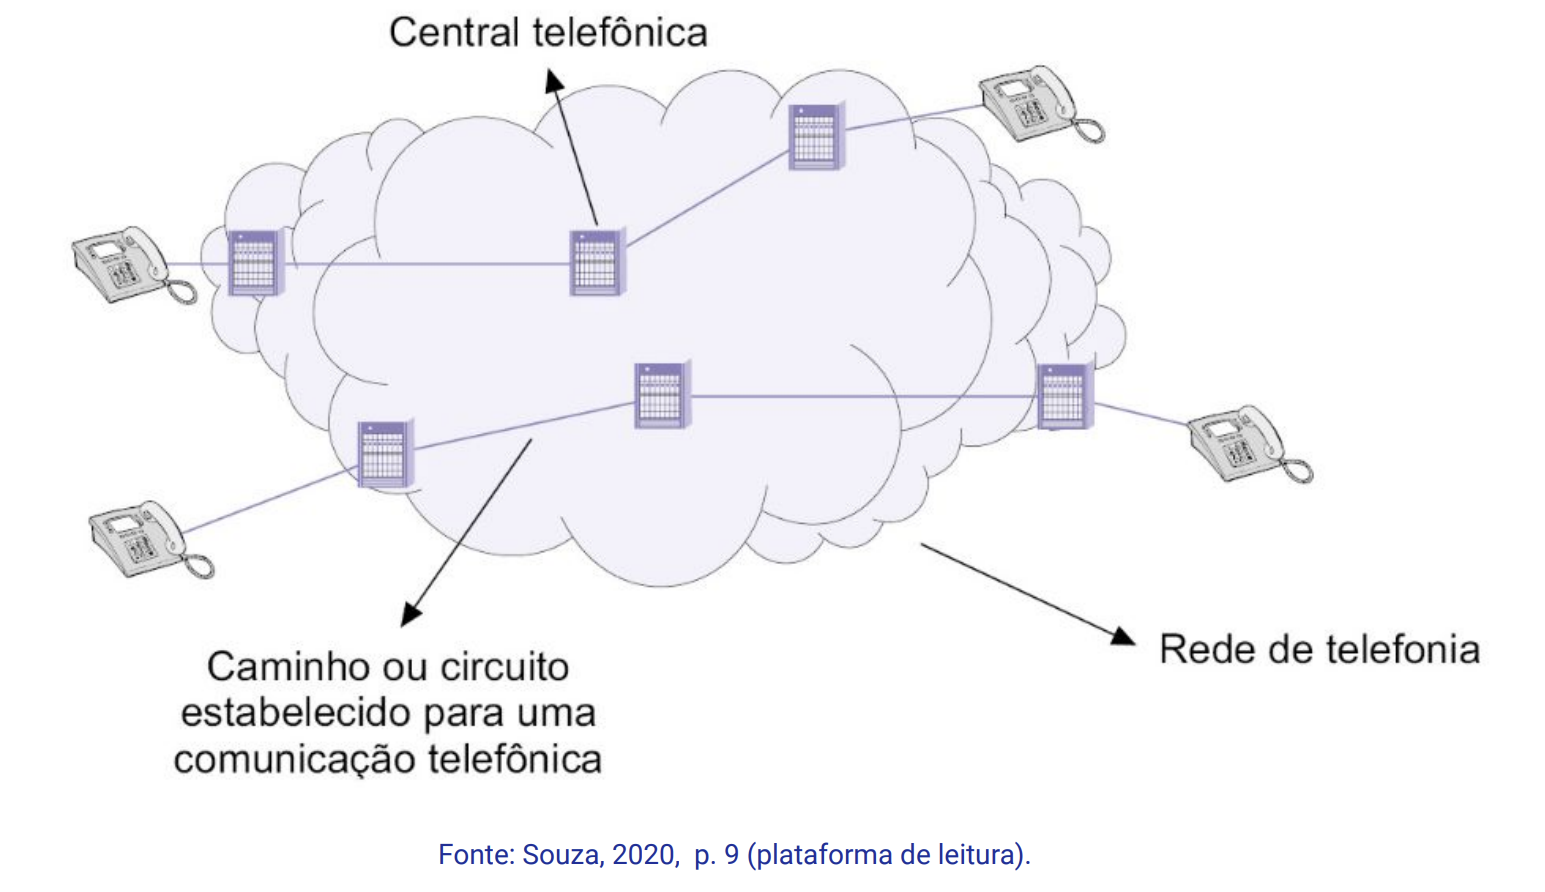 Central telefônica
Rede de telefonia
Caminho ou circuito
estabelecido para uma
comunicação telefônica
Fonte: Souza, 2020, p. 9 (plataforma de leitura).